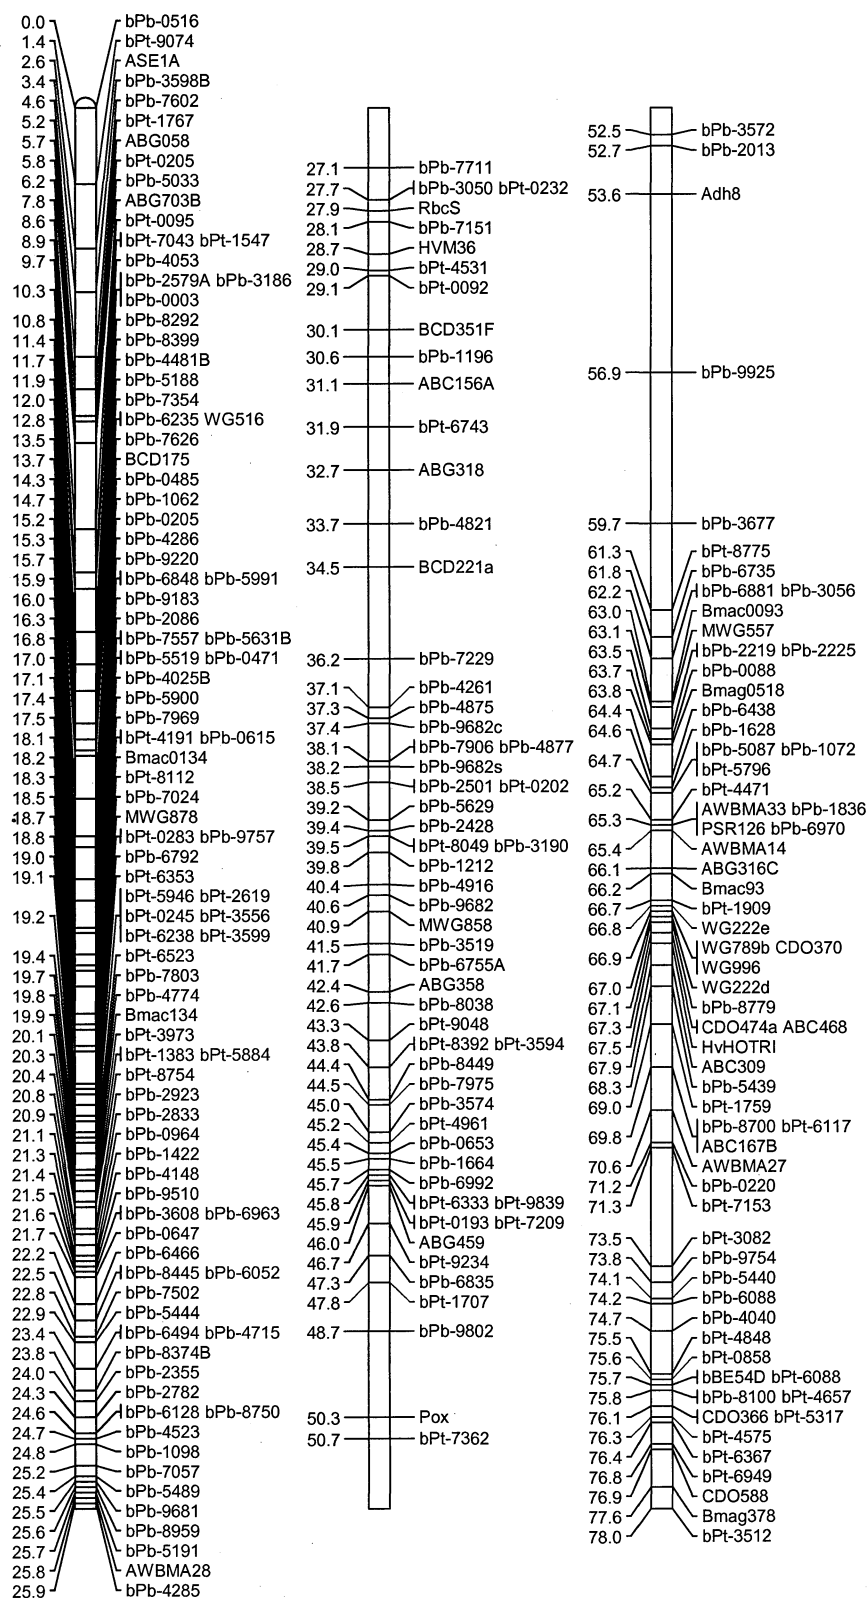 0.0 bPb-0516
1.4 bPt-9074
2.6 ASE1A
3.4 bPb-3598B
4.6 bPb-7602
5.2 bPt-1767
5.7 ABG058
5.8 bPt-0205
6.2 bPb-5033
7.8 ABG703B
8.6 bPt-0095
8.9 bPt-7043 bPt-1547
9.7 bPb-4053
bPb-2579A bPb-3186
10.3
bPb-0003
10.8 bPb-8292
11.4 bPb-8399
11.7 bPb-4481B
11.9 bPb-5188
12.0 bPb-7354
12.8 bPb-6235 WG516
13.5 bPb-7626
13.7 BCD175
14.3 bPb-0485
14.7 bPb-1062
15.2 bPb-0205
15.3 bPb-4286
15.7 bPb-9220
15.9 bPb-6848 bPb-5991
16.0 bPb-9183
16.3 bPb-2086
16.8 bPb-7557 bPb-5631B
17.0 bPb-5519 bPb-0471
17.1 bPb-4025B
17.4 bPb-5900
17.5 bPb-7969
18.1 bPt-4191 bPb-0615
18.2 Bmac0134
18.3 bPt-8112
18.5 bPb-7024
18.7 MWG878
18.8 bPt-0283 bPb-9757
19.0 bPb-6792
19.1 bPt-6353
bPt-5946 bPt-2619
19.2 bPt-0245 bPt-3556
bPt-6238 bPt-3599
19.4 bPt-6523
19.7 bPb-7803
19.8 bPb-4774
19.9 Bmac134
20.1 bPt-3973
20.3 bPt-1383 bPt-5884
20.4 bPt-8754
20.8 bPb-2923
20.9 bPb-2833
21.1 bPb-0964
21.3 bPb-1422
21.4 bPb-4148
21.5 bPb-9510
21.6 bPb-3608 bPb-6963
21.7 bPb-0647
22.2 bPb-6466
22.5 bPb-8445 bPb-6052
22.8 bPb-7502
22.9 bPb-5444
23.4 bPb-6494 bPb-4715
23.8 bPb-8374B
24.0 bPb-2355
24.3 bPb-2782
24.6 bPb-6128 bPb-8750
24.7 bPb-4523
24.8 bPb-1098
25.2 bPb-7057
25.4 bPb-5489
25.5 bPb-9681
25.6 bPb-8959
25.7 bPb-5191
25.8 AWBMA28
25.9 bPb-4285
27.1 bPb-7711
27.7 bPb-3050 bPt-0232
27.9 RbcS
28.1 bPb-7151
28.7 HVM36
29.0 bPt-4531
29.1 bPt-0092
30.1 BCD351F
30.6 bPb-1196
31.1 ABC156A
31.9 bPt-6743
32.7 ABG318
33.7 bPb-4821
34.5 BCD221a
36.2 bPb-7229
37.1 bPb-4261
37.3 bPb-4875
37.4 bPb-9682c
38.1 bPb-7906 bPb-4877
38.2 bPb-9682s
38.5 bPb-2501 bPt-0202
39.2 bPb-5629
39.4 bPb-2428
39.5 bPt-8049 bPb-3190
39.8 bPb-1212
40.4 bPb-4916
40.6 bPb-9682
40.9 MWG858
41.5 bPb-3519
41.7 bPb-6755A
42.4 ABG358
42.6 bPb-8038
43.3 bPt-9048
43.8 bPt-8392 bPt-3594
44.4 bPb-8449
44.5 bPb-7975
45.0 bPb-3574
45.2 bPt-4961
45.4 bPb-0653
45.5 bPb-1664
45.7 bPb-6992
45.8 bPt-6333 bPt-9839
45.9 bPt-0193 bPt-7209
46.0 ABG459
46.7 bPt-9234
47.3 bPb-6835
47.8 bPt-1707
48.7 bPb-9802
50.3 Pox
50.7 bPt-7362
52.5 bPb-3572
52.7 bPb-2013
53.6 Adh8
56.9 bPb-9925
59.7 bPb-3677
61.3 bPt-8775
61.8 bPb-6735
62.2 bPb-6881 bPb-3056
63.0 Bmac0093
63.1 MWG557
63.5 bPb-2219 bPb-2225
63.7 bPb-0088
63.8 Bmag0518
64.4 bPb-6438
64.6 bPb-1628
bPb-5087 bPb-1072
64.7
bPt-5796
65.2 bPt-4471
AWBMA33 bPb-1836
65.3
PSR126 bPb-6970
65.4 AWBMA14
66.1 ABG316C
66.2 Bmac93
66.7 bPt-1909
66.8 WG222e
WG789b CDO370
66.9
WG996
67.0 WG222d
67.1 bPb-8779
67.3 CDO474a ABC468
67.5 HvHOTRI
67.9 ABC309
68.3 bPb-5439
69.0 bPt-1759
bPb-8700 bPt-6117
69.8
ABC167B
70.6 AWBMA27
71.2 bPb-0220
71.3 bPt-7153
73.5 bPt-3082
73.8 bPb-9754
74.1 bPb-5440
74.2 bPb-6088
74.7 bPb-4040
75.5 bPt-4848
75.6 bPt-0858
75.7 bBE54D bPt-6088
75.8 bPb-8100 bPt-4657
76.1 CDO366 bPt-5317
76.3 bPt-4575
76.4 bPt-6367
76.8 bPt-6949
76.9 CDO588
77.6 Bmag378
78.0 bPt-3512